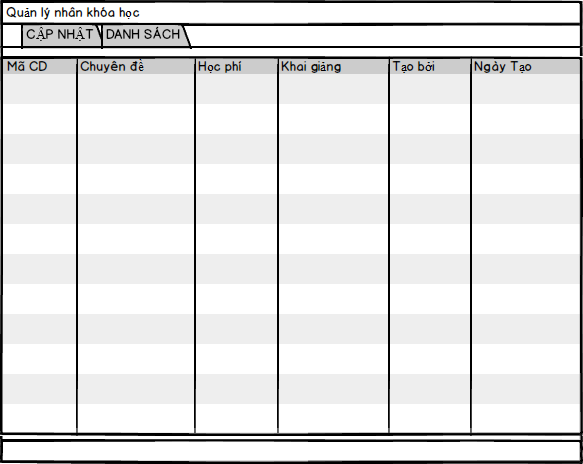 Quản lý nhân khóa học
CẬP NHẬT DANH SÁCH
Mã CD Chuyên đề Học phí Khai giảng Tạo bởi Ngày Tạo